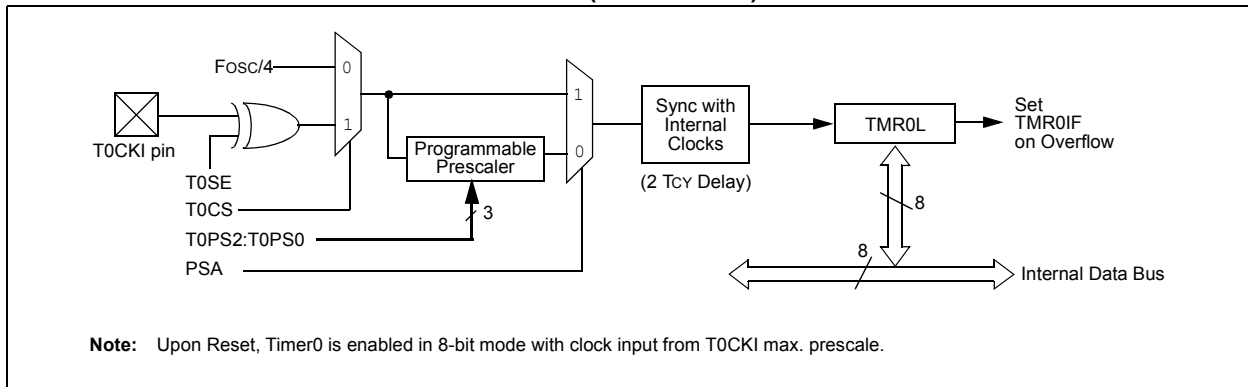 FOSC/4
0
1
T0CKI pin
T0SE
T0CS
T0PS2:T0PS0
PSA
Programmable
Prescaler
3
1
0
Sync with
Internal
Clocks
(2 TCY Delay)
TMR0L
Set
TMR0IF
on Overflow
8
8
Internal Data Bus
Note: Upon Reset, Timer0 is enabled in 8-bit mode with clock input from T0CKI max. prescale.